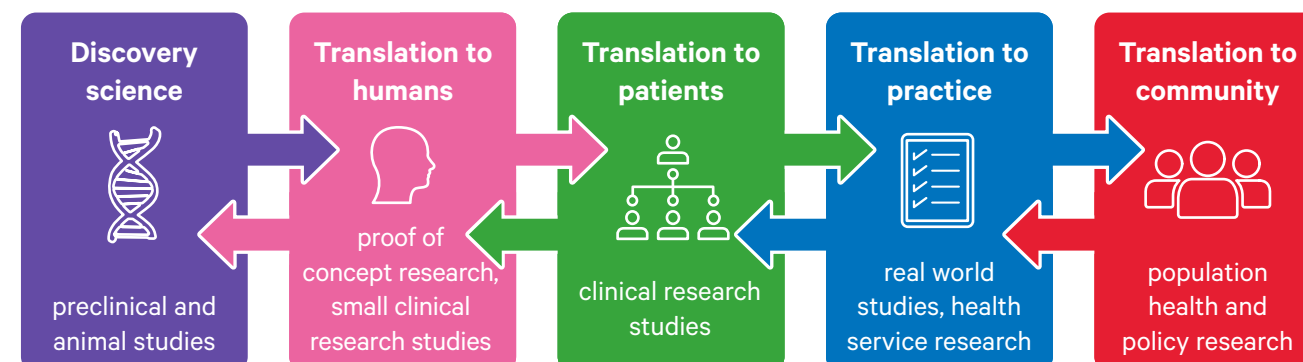 Discovery
science
preclinical and
animal studies
Translation to
humans
proof of
concept research,
small clinical
research studies
Translation to
patients
clinical research
studies
Translation to
practice
real world
studies, health
service research
Translation to
community
population
health and
policy research